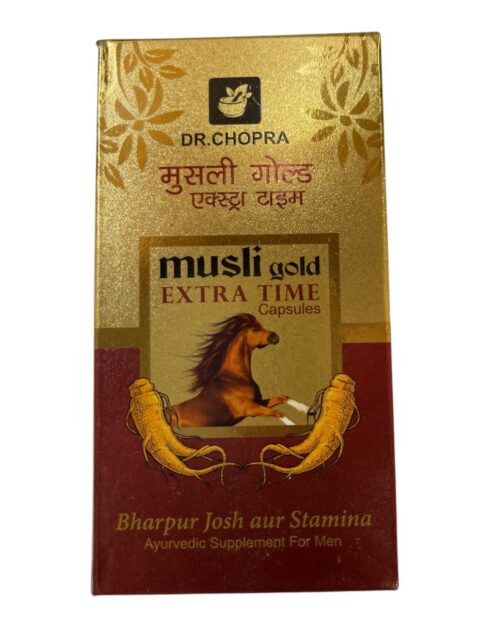 DR.CHOPRA
मुसली गोल्ड
एक्स्ट्रा टाइम
musli gold
EXTRA TIME
Capsules
Bharpur Josh aur Stamina
Ayurvedic Supplement For Men